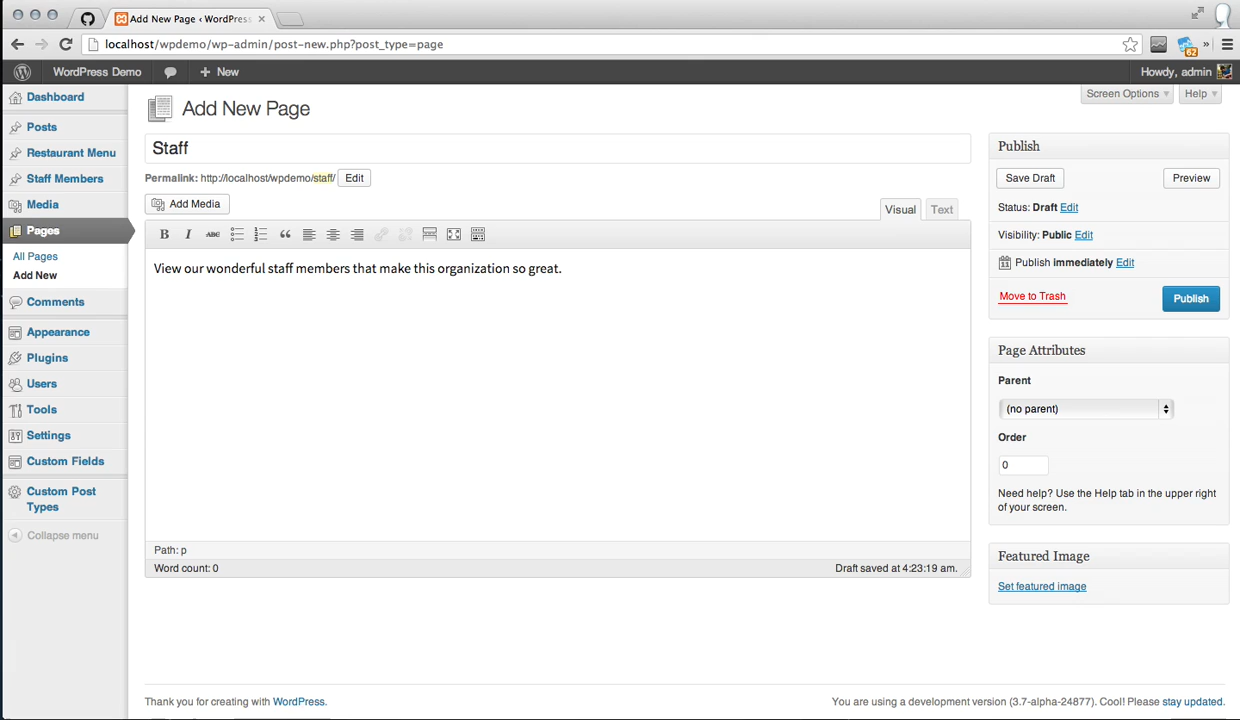 Add New Page ‹ WordPress
localhost/wpdemo/wp-admin/post-new.php?post_type=page
62
WordPress Demo
New
Howdy, admin
Dashboard
Posts
Restaurant Menu
Staff Members
Media
Pages
All Pages
Add New
Comments
Appearance
Plugins
Users
Tools
Settings
Custom Fields
Custom Post
Types
Collapse menu
Screen Options
Help
Add New Page
Staff
Permalink: http://localhost/wpdemo/staff/ Edit
Add Media
Visual
Text
B I ABC
View our wonderful staff members that make this organization so great.
Path: p
Word count: 0
Draft saved at 4:23:19 am.
Publish
Save Draft
Preview
Status: Draft Edit
Visibility: Public Edit
Publish immediately Edit
Move to Trash
Publish
Page Attributes
Parent
(no parent)
Order
0
Need help? Use the Help tab in the upper right
of your screen.
Featured Image
Set featured image
Thank you for creating with WordPress.
You are using a development version (3.7-alpha-24877). Cool! Please stay updated.